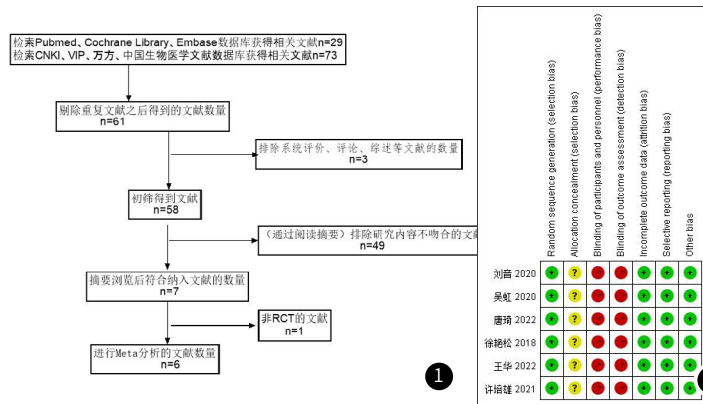 检索Pubmed、Cochrane Library、Embase数据库获得相关文献n=29
检索CNKI、VIP、万方、中国生物医学文献数据库获得相关文献n=73
剔除重复文献之后得到的文献数量
n=61
排除系统评价、评论、综述等文献的数量
n=3
初筛得到文献
n=58
（通过阅读摘要）排除研究内容不吻合的文
n=49
摘要浏览后符合纳入文献的数量
n=7
非RCT的文献
n=1
进行Meta分析的文献数量
n=6
1
Random sequence generation (selection bias)
Allocation concealment (selection bias)
Blinding of participants and personnel (performance bias)
Blinding of outcome assessment (detection bias)
Incomplete outcome data (attrition bias)
Selective reporting (reporting bias)
Other bias
刘音 2020 + ? - - + + +
吴虹 2020 + ? - - + + +
唐琦 2022 + ? - - + + +
徐艳松 2018 + ? - - + + +
王华 2022 + ? - - + + +
许培雄 2021 + ? - - + + +